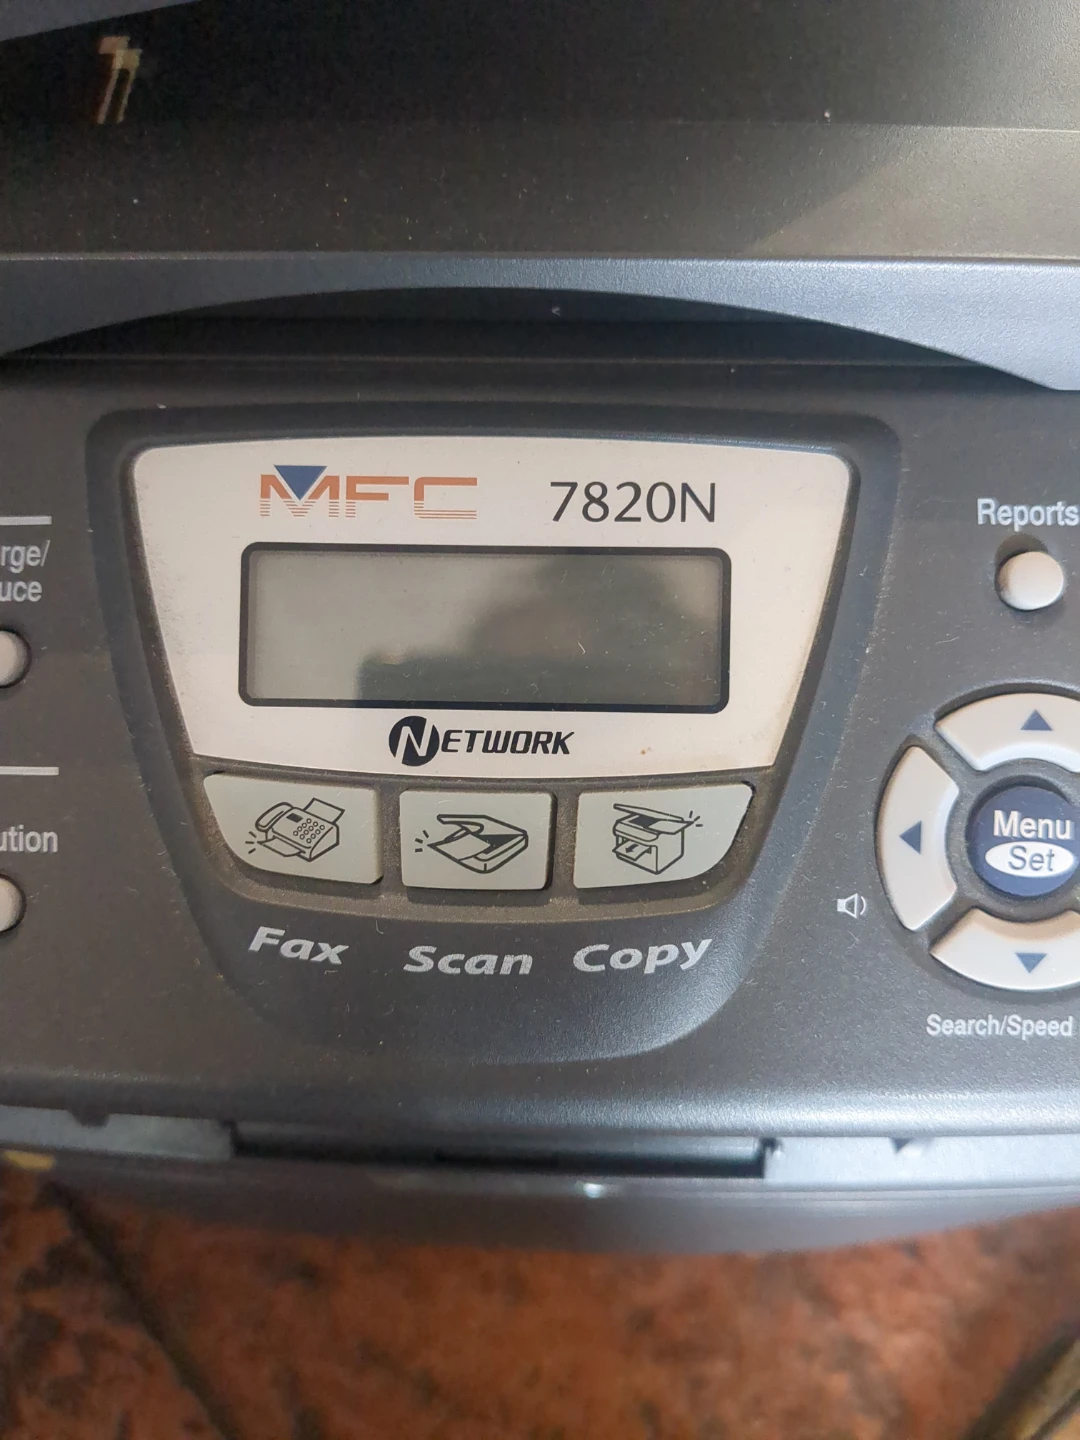 MFC 7820N
Reports
NETWORK
Menu
Set
Fax Scan Copy
Search/Speed